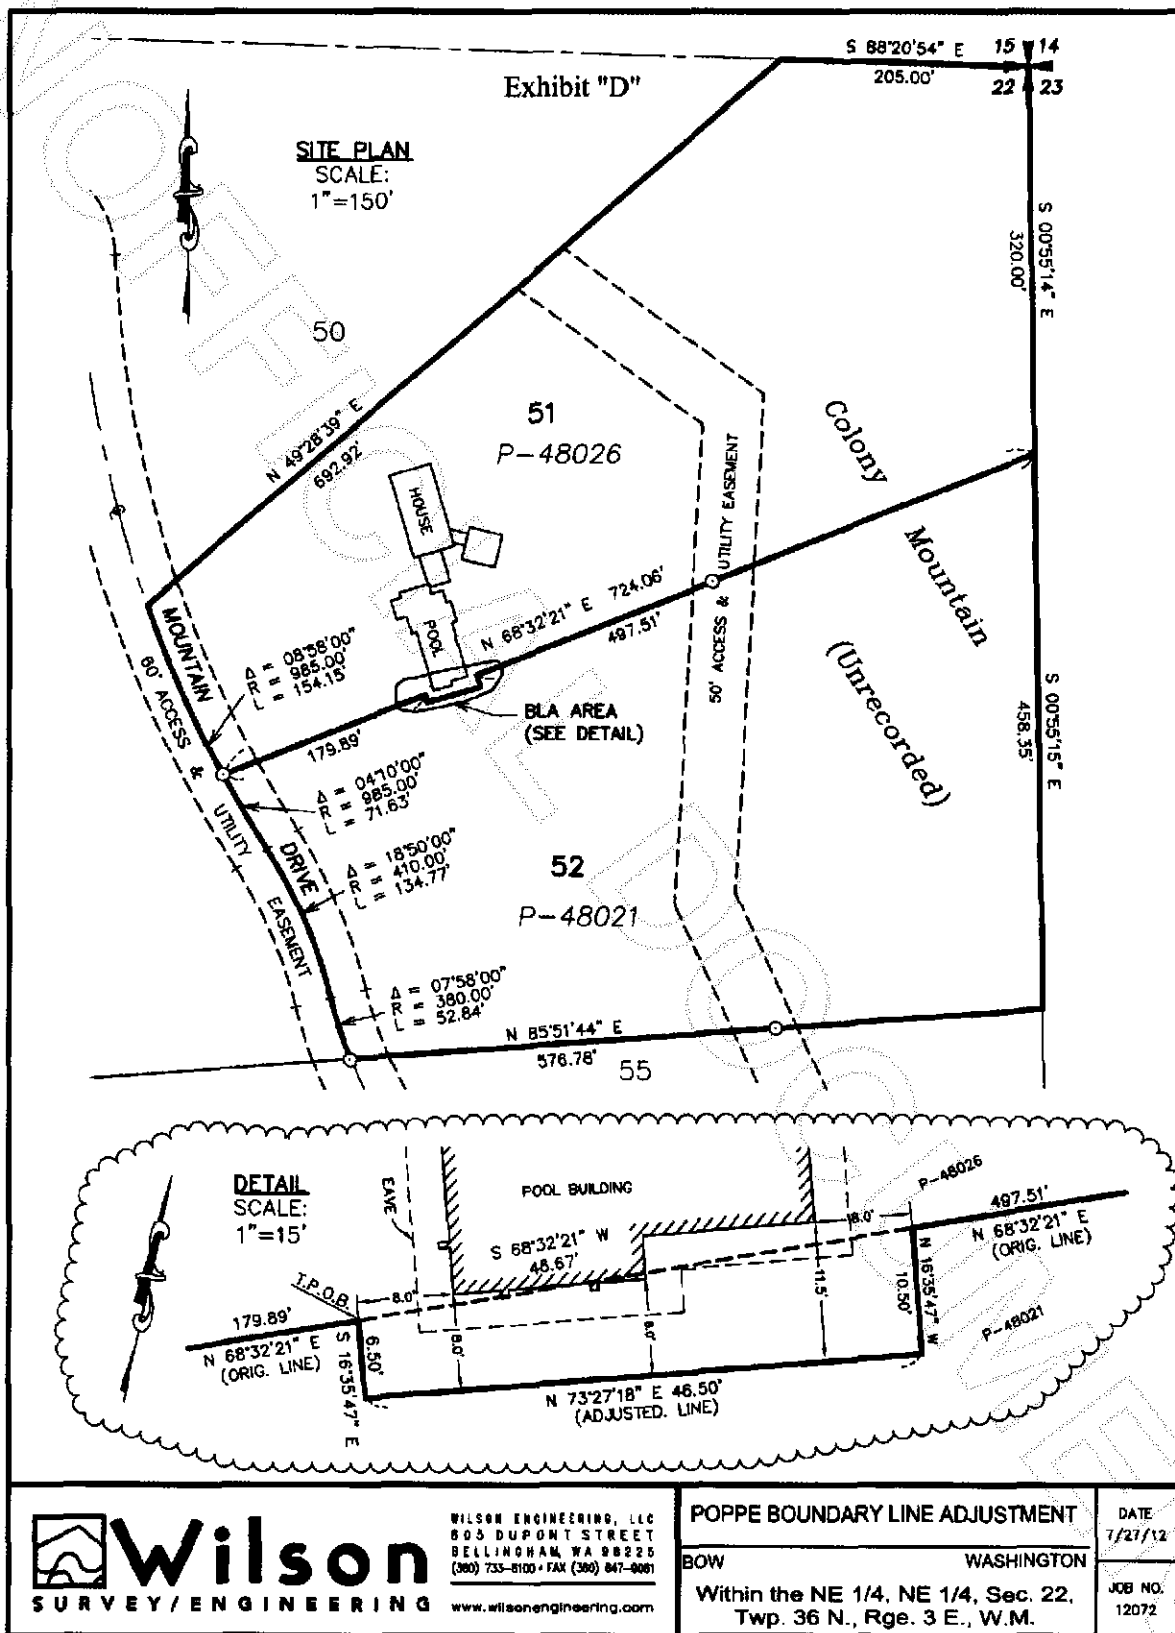 S 88°20'54" E
205.00'
15 14
22 23
Exhibit "D"
SITE PLAN
SCALE:
1"=150'
S 00°55'14" E
320.00'
50
51
P-48026
N 49°28'39" E
692.92'
Colony
Mountain
(Unrecorded)
HOUSE
POOL
50' ACCESS & UTILITY EASEMENT
N 68°32'21" E 724.06'
497.51'
MOUNTAIN
DRIVE
60' ACCESS & UTILITY EASEMENT
Δ = 08°58'00"
R = 985.00'
L = 154.15'
179.89'
BLA AREA
(SEE DETAIL)
S 00°55'15" E
458.35'
Δ = 04°10'00"
R = 985.00'
L = 71.63'
Δ = 18°50'00"
R = 410.00'
L = 134.77'
52
P-48021
Δ = 07°58'00"
R = 380.00'
L = 52.84'
N 85°51'44" E
576.78'
55
DETAIL
SCALE:
1"=15'
EAVE
POOL BUILDING
S 68°32'21" W
48.67'
P-48026
497.51'
N 68°32'21" E
(ORIG. LINE)
8.0'
T.P.O.B.
8.0'
179.89'
N 68°32'21" E
(ORIG. LINE)
6.50'
S 16°35'47" E
8.0'
8.0'
11.5'
10.50'
N 16°35'47" W
P-48021
N 73°27'18" E 46.50'
(ADJUSTED. LINE)
Wilson
SURVEY/ENGINEERING
WILSON ENGINEERING, LLC
805 DUPONT STREET
BELLINGHAM, WA 98225
(360) 733-6100 • FAX (360) 647-9061
www.wilsonengineering.com
POPPE BOUNDARY LINE ADJUSTMENT
BOW WASHINGTON
Within the NE 1/4, NE 1/4, Sec. 22,
Twp. 36 N., Rge. 3 E., W.M.
DATE
7/27/12
JOB NO.
12072
UNOFFICIAL DOCUMENT